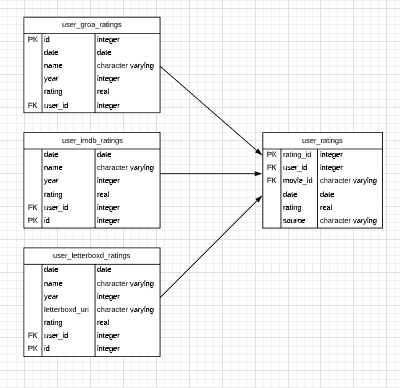 user_groa_ratings
PK id integer
date date
name character varying
year integer
rating real
FK user_id integer
user_imdb_ratings
date date
name character varying
year integer
rating real
FK user_id integer
PK id integer
user_ratings
PK rating_id integer
FK user_id integer
FK movie_id character varying
date date
rating real
source character varying
user_letterboxd_ratings
date date
name character varying
year integer
letterboxd_uri character varying
rating real
FK user_id integer
PK id integer